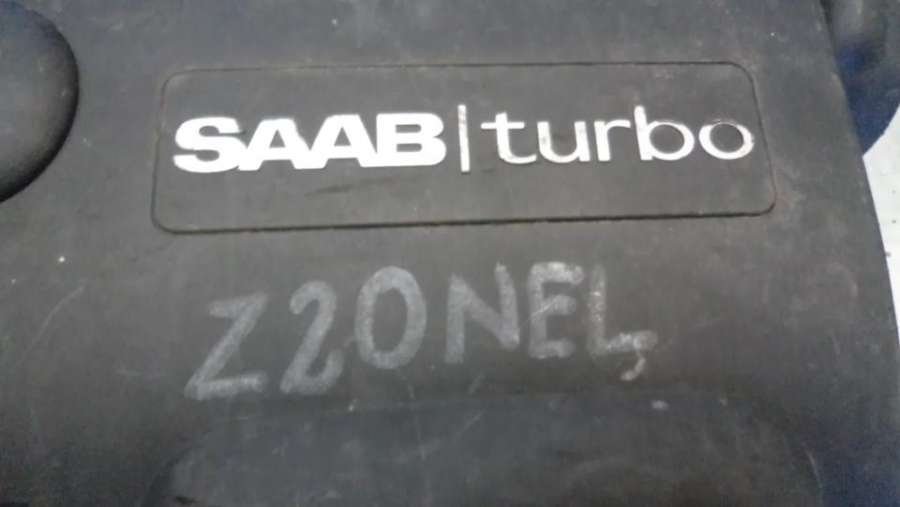 SAAB | turbo
Z20NEL